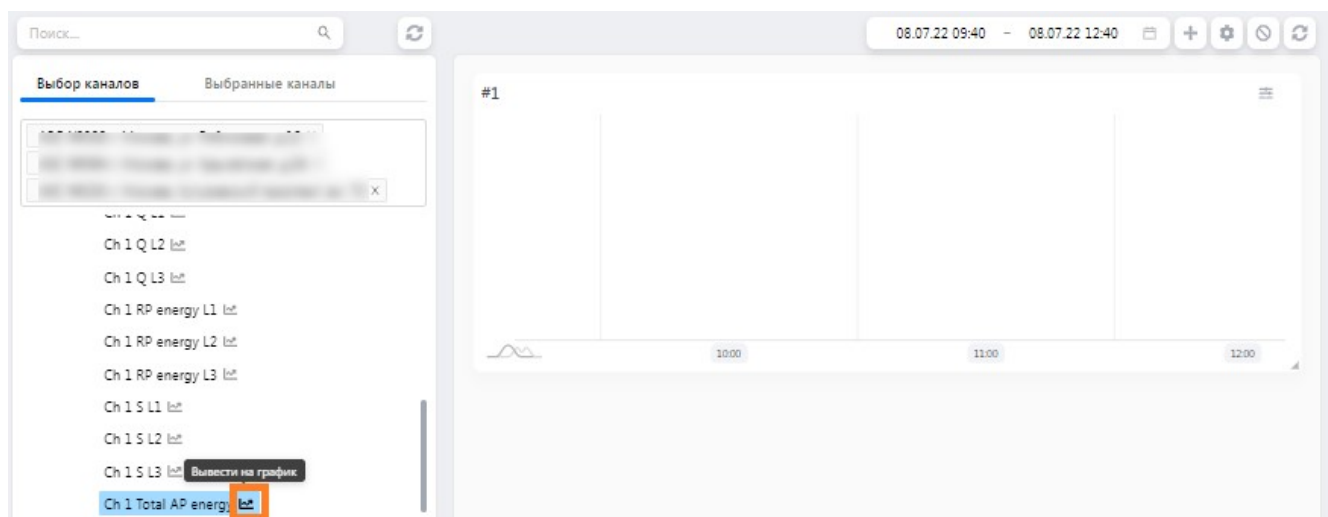 Поиск...
08.07.22 09:40 – 08.07.22 12:40
Выбор каналов Выбранные каналы
#1
Ch 1 Q L2
Ch 1 Q L3
Ch 1 RP energy L1
10:00 11:00 12:00
Ch 1 RP energy L2
Ch 1 RP energy L3
Ch 1 S L1
Ch 1 S L2
Ch 1 S L3 Вывести на график
Ch 1 Total AP energy